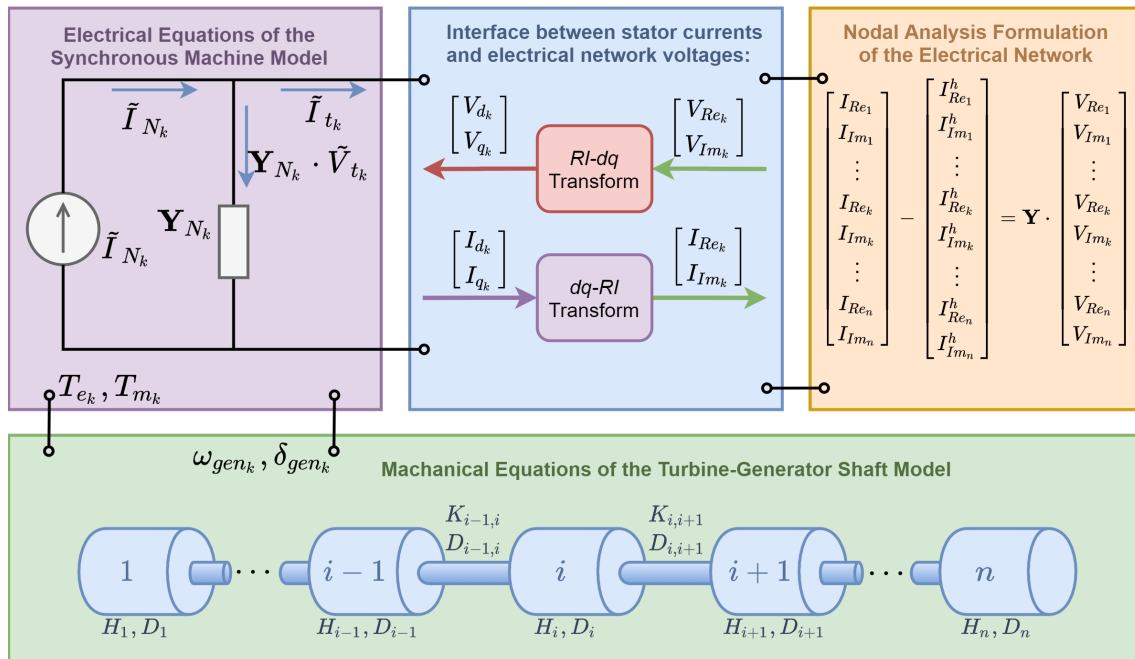 Electrical Equations of the
Synchronous Machine Model
Ĩ_{N_k}
Ĩ_{t_k}
𝐘_{N_k} · Ṽ_{t_k}
𝐘_{N_k}
Ĩ_{N_k}
T_{e_k}, T_{m_k}
Interface between stator currents
and electrical network voltages:
[V_{d_k}
V_{q_k}]
[V_{Re_k}
V_{Im_k}]
RI-dq
Transform
[I_{d_k}
I_{q_k}]
[I_{Re_k}
I_{Im_k}]
dq-RI
Transform
Nodal Analysis Formulation
of the Electrical Network
[I_{Re_1} I^h_{Re_1} V_{Re_1}
I_{Im_1} I^h_{Im_1} V_{Im_1}
⋮ ⋮ ⋮
I_{Re_k} − I^h_{Re_k} = 𝐘 · V_{Re_k}
I_{Im_k} I^h_{Im_k} V_{Im_k}
⋮ ⋮ ⋮
I_{Re_n} I^h_{Re_n} V_{Re_n}
I_{Im_n} I^h_{Im_n} V_{Im_n}]
ω_{gen_k}, δ_{gen_k}
Machanical Equations of the Turbine-Generator Shaft Model
K_{i−1,i} K_{i,i+1}
D_{i−1,i} D_{i,i+1}
1 ··· i − 1 i i + 1 ··· n
H_1, D_1 H_{i−1}, D_{i−1} H_i, D_i H_{i+1}, D_{i+1} H_n, D_n